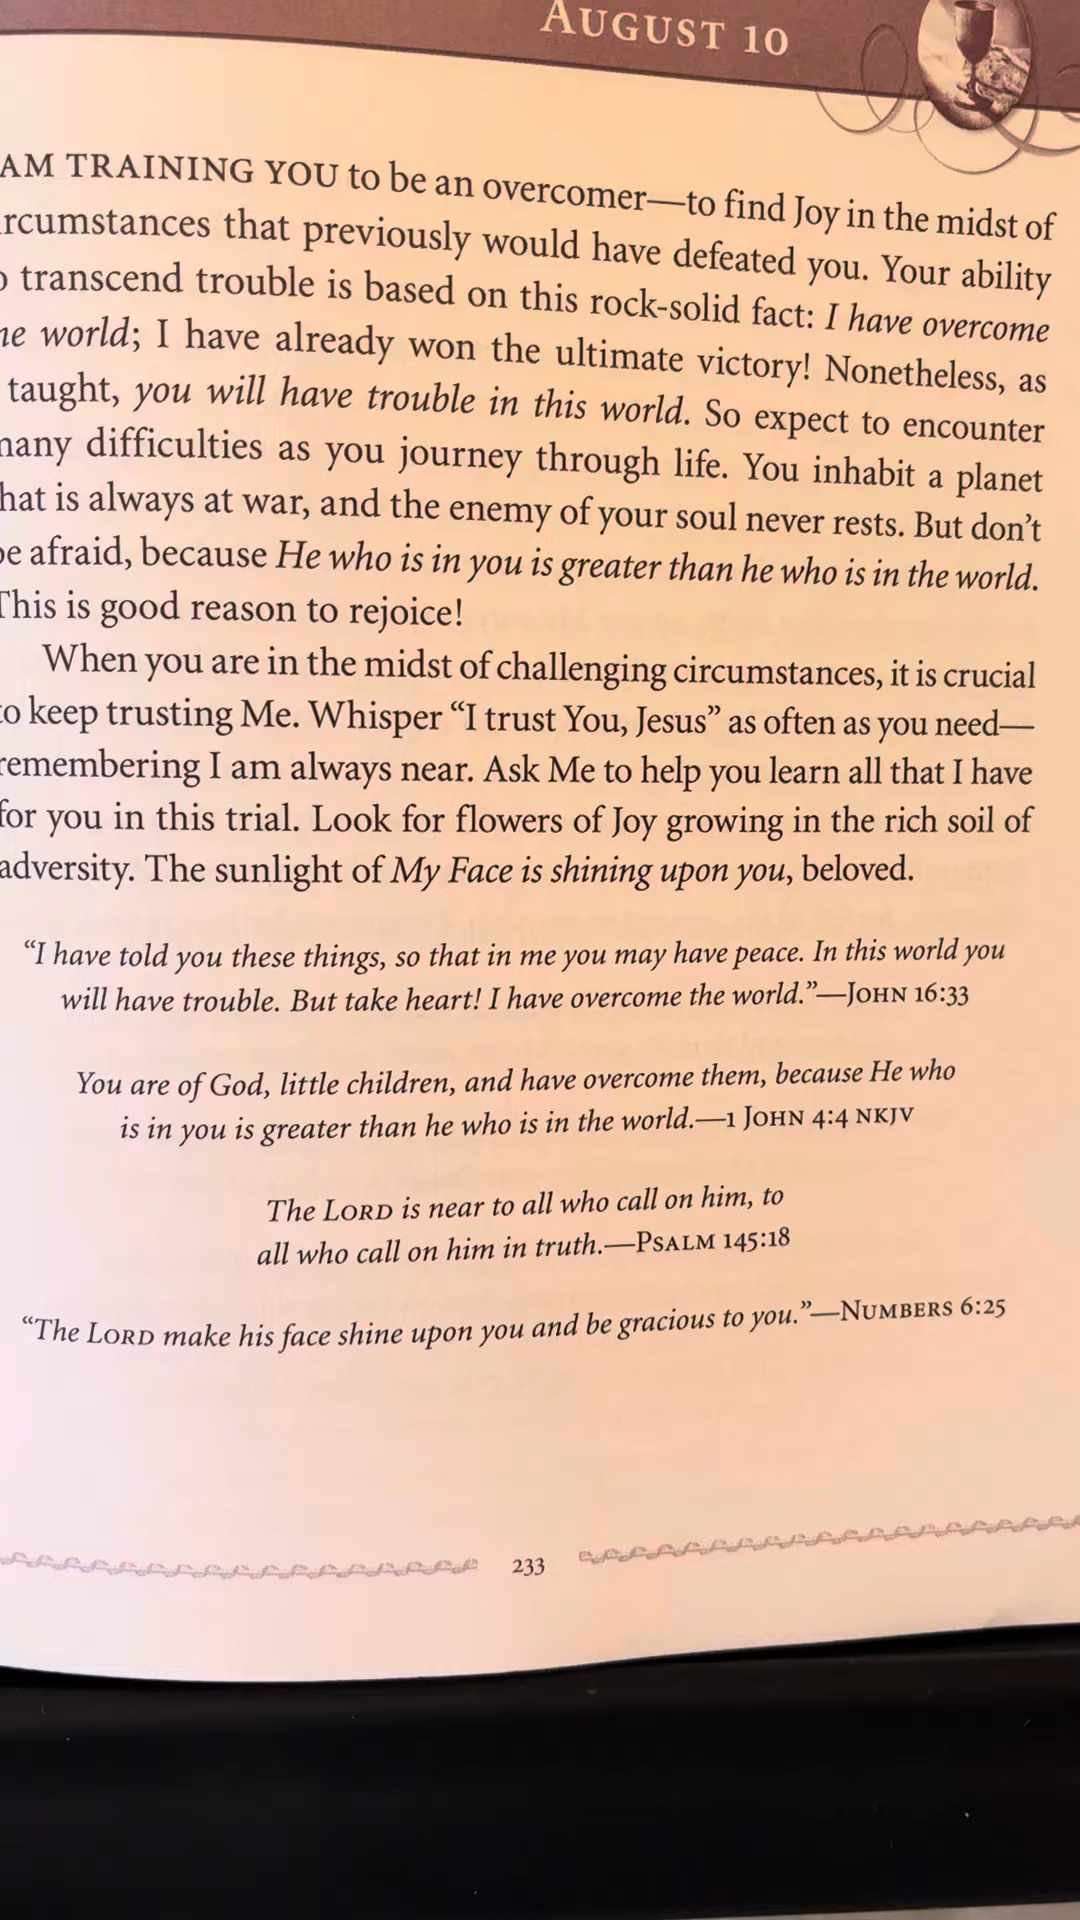 AUGUST 10
AM TRAINING YOU to be an overcomer—to find Joy in the midst of
rcumstances that previously would have defeated you. Your ability
o transcend trouble is based on this rock-solid fact: I have overcome
he world; I have already won the ultimate victory! Nonetheless, as
taught, you will have trouble in this world. So expect to encounter
many difficulties as you journey through life. You inhabit a planet
hat is always at war, and the enemy of your soul never rests. But don't
be afraid, because He who is in you is greater than he who is in the world.
This is good reason to rejoice!
When you are in the midst of challenging circumstances, it is crucial
to keep trusting Me. Whisper “I trust You, Jesus” as often as you need—
remembering I am always near. Ask Me to help you learn all that I have
for you in this trial. Look for flowers of Joy growing in the rich soil of
adversity. The sunlight of My Face is shining upon you, beloved.
“I have told you these things, so that in me you may have peace. In this world you
will have trouble. But take heart! I have overcome the world.”—JOHN 16:33
You are of God, little children, and have overcome them, because He who
is in you is greater than he who is in the world.—1 JOHN 4:4 NKJV
The LORD is near to all who call on him, to
all who call on him in truth.—PSALM 145:18
“The LORD make his face shine upon you and be gracious to you.”—NUMBERS 6:25
233